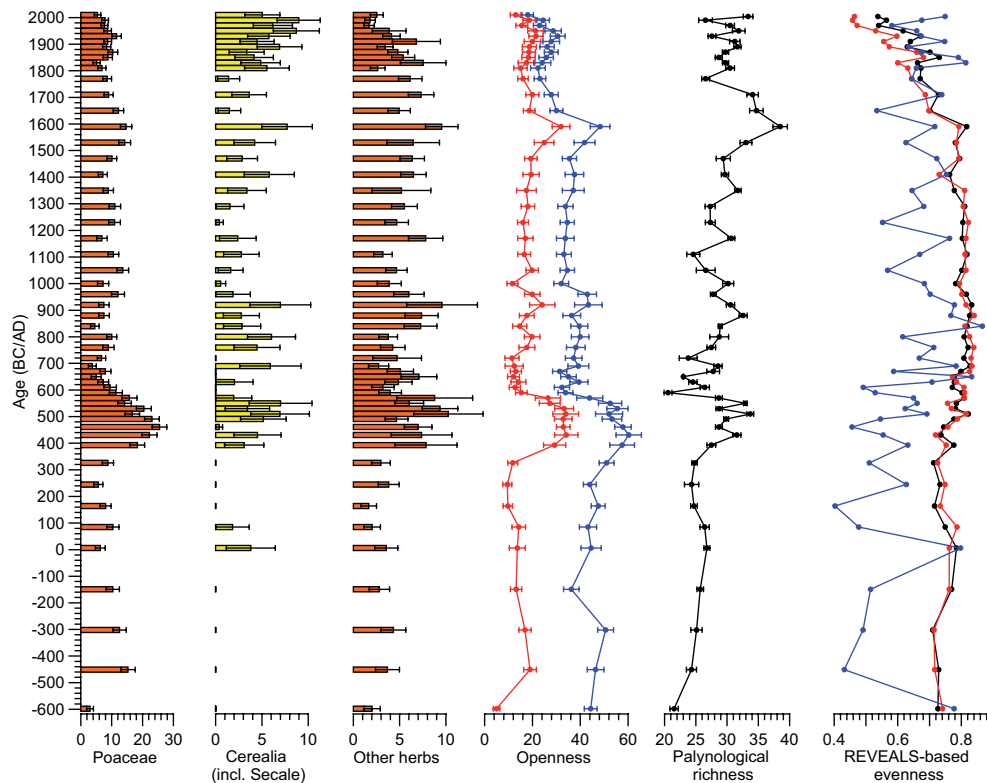 Age (BC/AD)
2000
1900
1800
1700
1600
1500
1400
1300
1200
1100
1000
900
800
700
600
500
400
300
200
100
0
-100
-200
-300
-400
-500
-600
0 10 20 30
Poaceae
0 5 10
Cerealia
(incl. Secale)
0 5 10
Other herbs
0 20 40 60
Openness
20 25 30 35 40
Palynological
richness
0.4 0.6 0.8
REVEALS-based
evenness